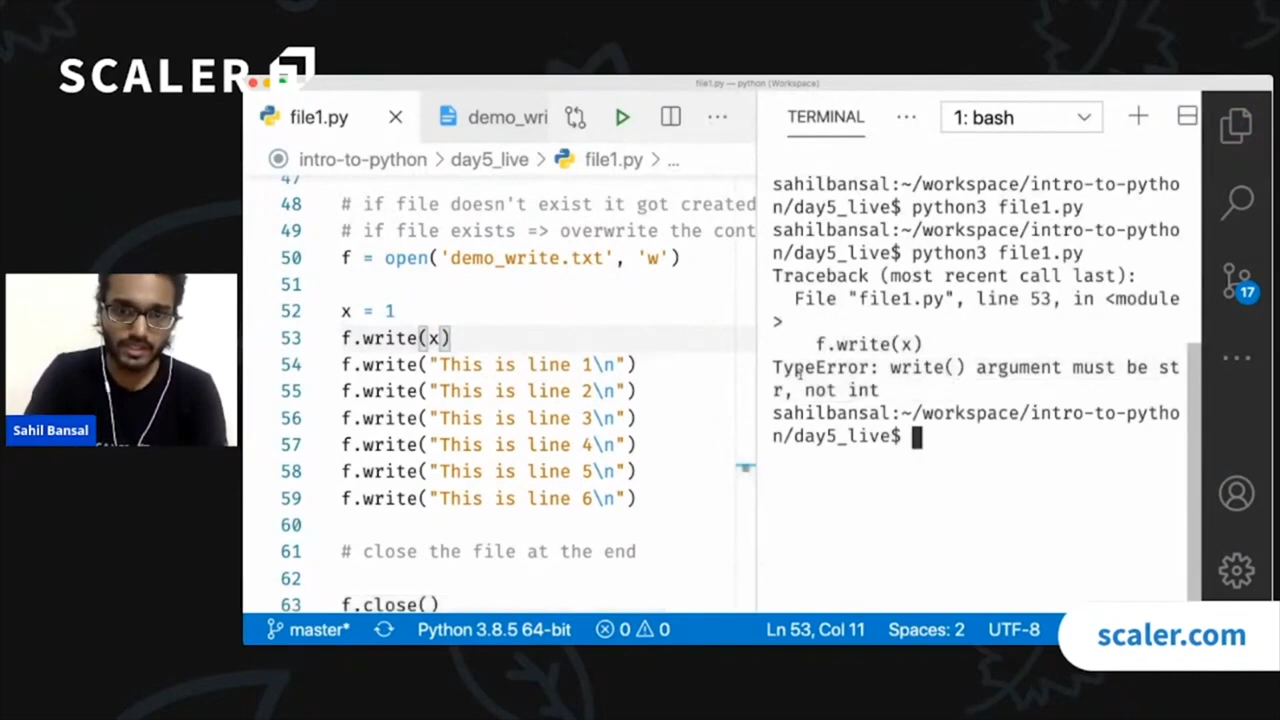 SCALER
file1.py — python (Workspace)
file1.py
demo_wri
TERMINAL
1: bash
intro-to-python > day5_live > file1.py > ...
47
48 # if file doesn't exist it got created
49 # if file exists => overwrite the cont
50 f = open('demo_write.txt', 'w')
51
52 x = 1
53 f.write(x)
54 f.write("This is line 1\n")
55 f.write("This is line 2\n")
56 f.write("This is line 3\n")
57 f.write("This is line 4\n")
58 f.write("This is line 5\n")
59 f.write("This is line 6\n")
60
61 # close the file at the end
62
63 f.close()
sahilbansal:~/workspace/intro-to-pytho
n/day5_live$ python3 file1.py
sahilbansal:~/workspace/intro-to-pytho
n/day5_live$ python3 file1.py
Traceback (most recent call last):
File "file1.py", line 53, in <module
>
f.write(x)
TypeError: write() argument must be st
r, not int
sahilbansal:~/workspace/intro-to-pytho
n/day5_live$
17
Sahil Bansal
master*
Python 3.8.5 64-bit
0
0
Ln 53, Col 11
Spaces: 2
UTF-8
scaler.com